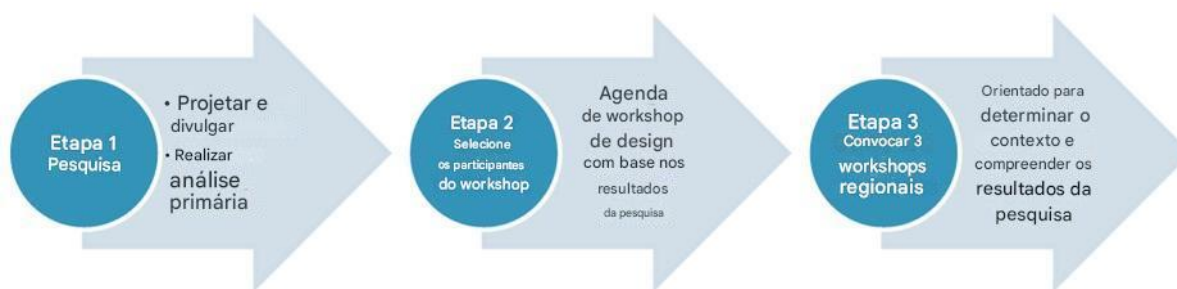 Etapa 1
Pesquisa
• Projetar e
divulgar
• Realizar
análise
primária
Etapa 2
Selecione
os participantes
do workshop
Agenda
de workshop
de design
com base nos
resultados
da pesquisa
Etapa 3
Convocar 3
workshops
regionais
Orientado para
determinar o
contexto e
compreender os
resultados da
pesquisa